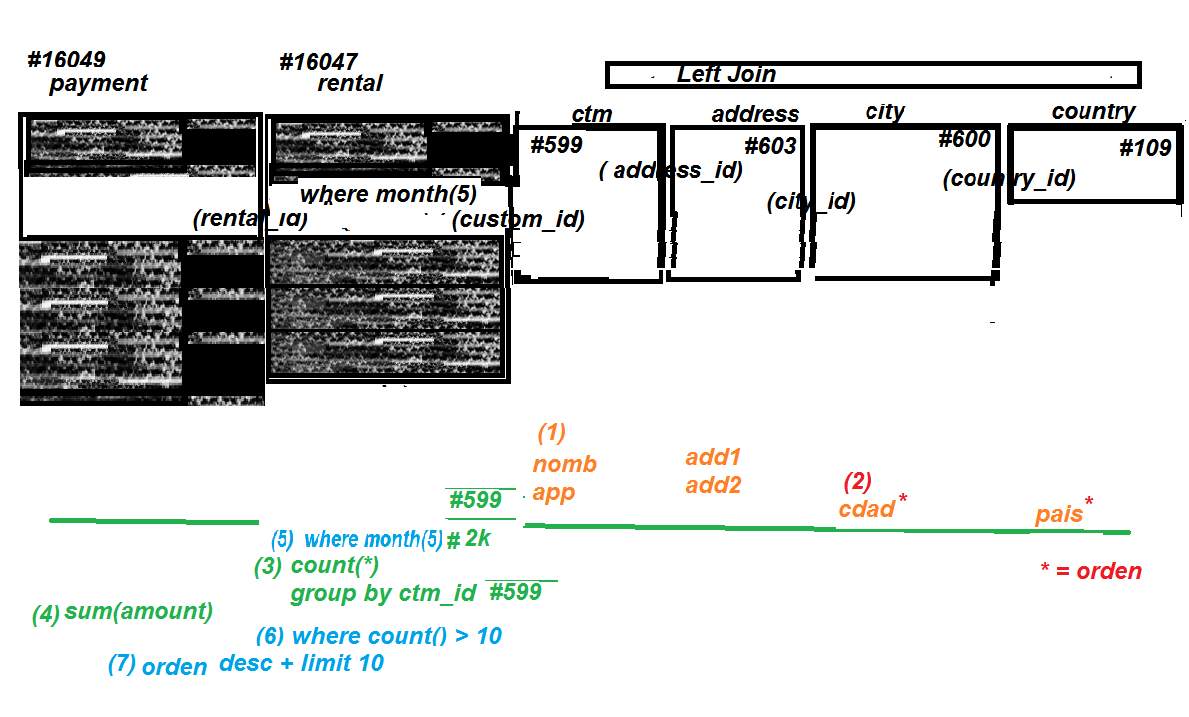 #16049
payment
#16047
rental
Left Join
ctm
address
city
country
#599
#603
#600
#109
( address_id)
(country_id)
where month(5)
(city_id)
(rental_id)
(custom_id)
(1)
nomb
app
add1
add2
(2)
cdad*
pais*
#599
(5) where month(5) # 2k
(3) count(*)
group by ctm_id #599
* = orden
(4) sum(amount)
(6) where count() > 10
(7) orden desc + limit 10